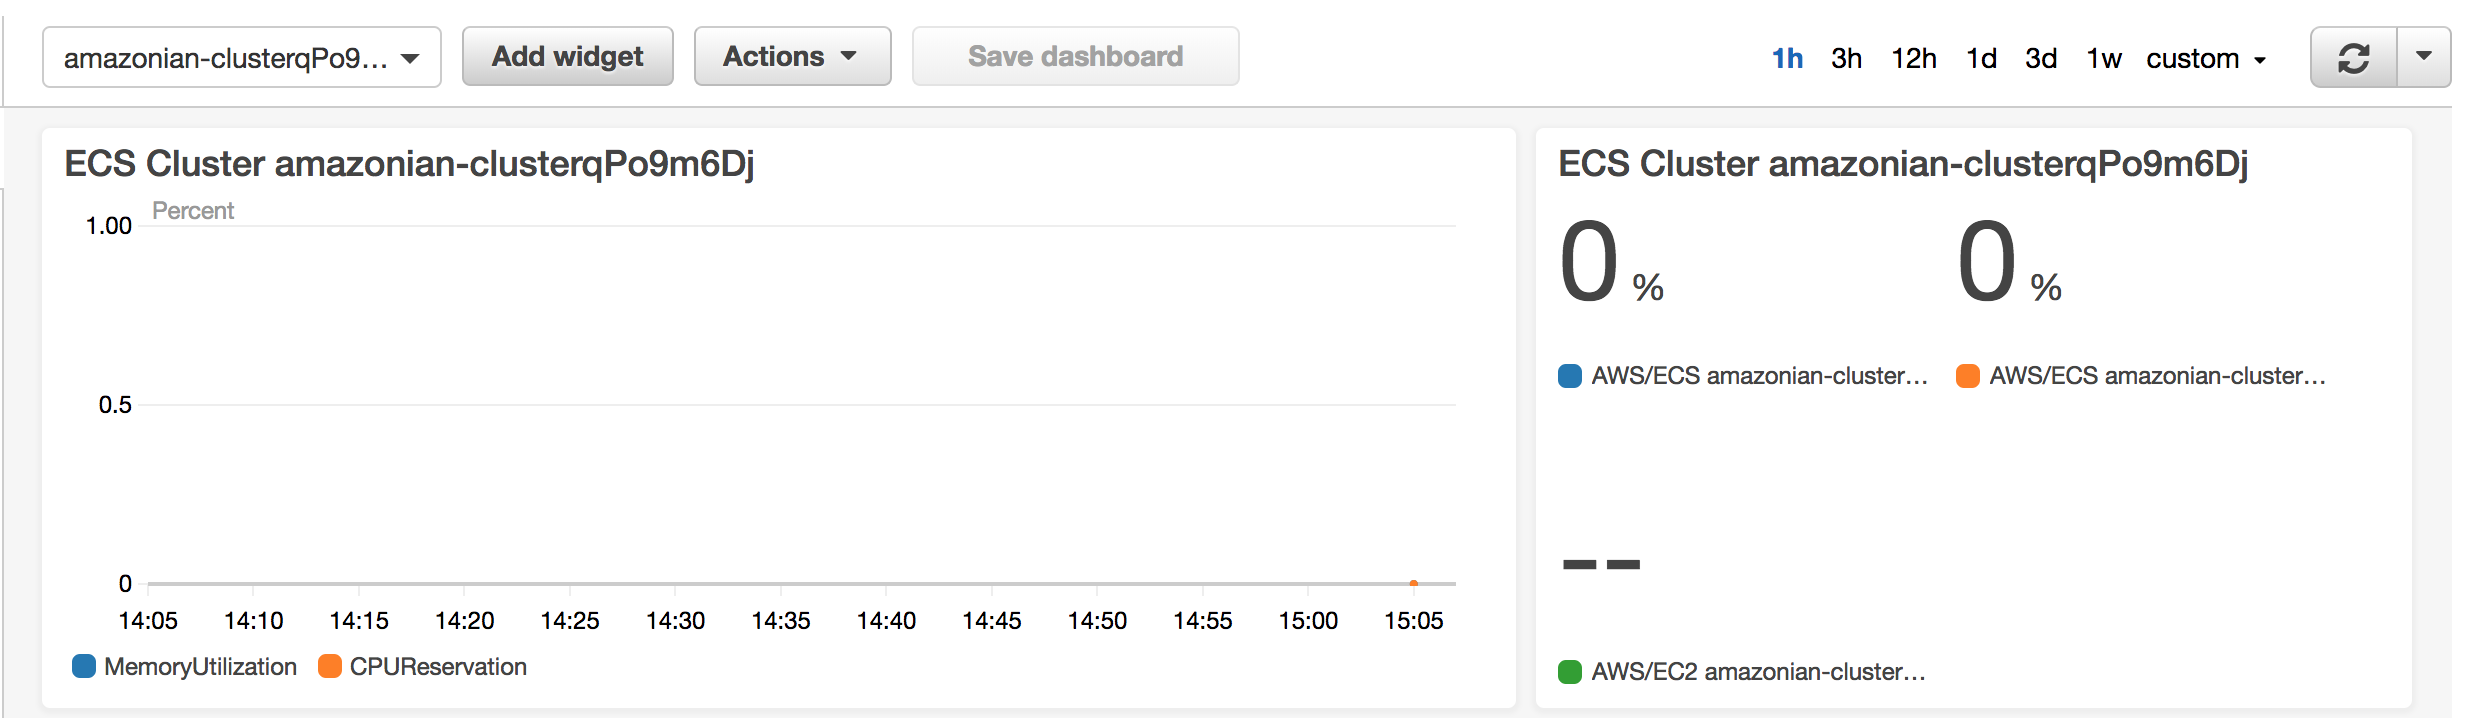 amazonian-clusterqPo9... Add widget Actions Save dashboard 1h 3h 12h 1d 3d 1w custom
ECS Cluster amazonian-clusterqPo9m6Dj
Percent
1.00
0.5
0
14:05 14:10 14:15 14:20 14:25 14:30 14:35 14:40 14:45 14:50 14:55 15:00 15:05
MemoryUtilization CPUReservation
ECS Cluster amazonian-clusterqPo9m6Dj
0 % 0 %
AWS/ECS amazonian-cluster... AWS/ECS amazonian-cluster...
--
AWS/EC2 amazonian-cluster...